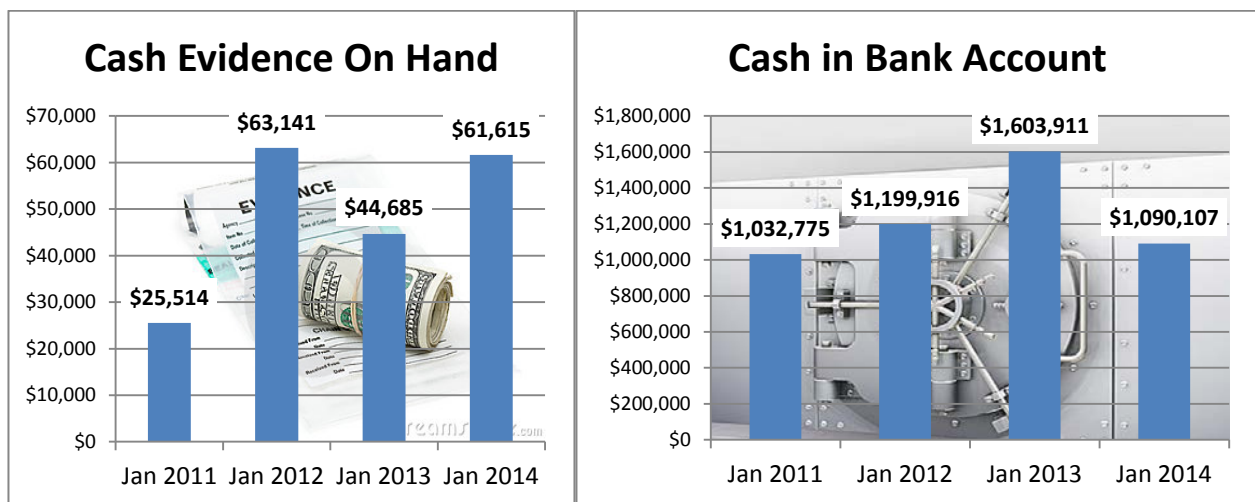 Cash Evidence On Hand
$70,000
$60,000
$50,000
$40,000
$30,000
$20,000
$10,000
$0
$25,514
$63,141
$44,685
$61,615
Jan 2011
Jan 2012
Jan 2013
Jan 2014
Cash in Bank Account
$1,800,000
$1,600,000
$1,400,000
$1,200,000
$1,000,000
$800,000
$600,000
$400,000
$200,000
$0
$1,032,775
$1,199,916
$1,603,911
$1,090,107
Jan 2011
Jan 2012
Jan 2013
Jan 2014